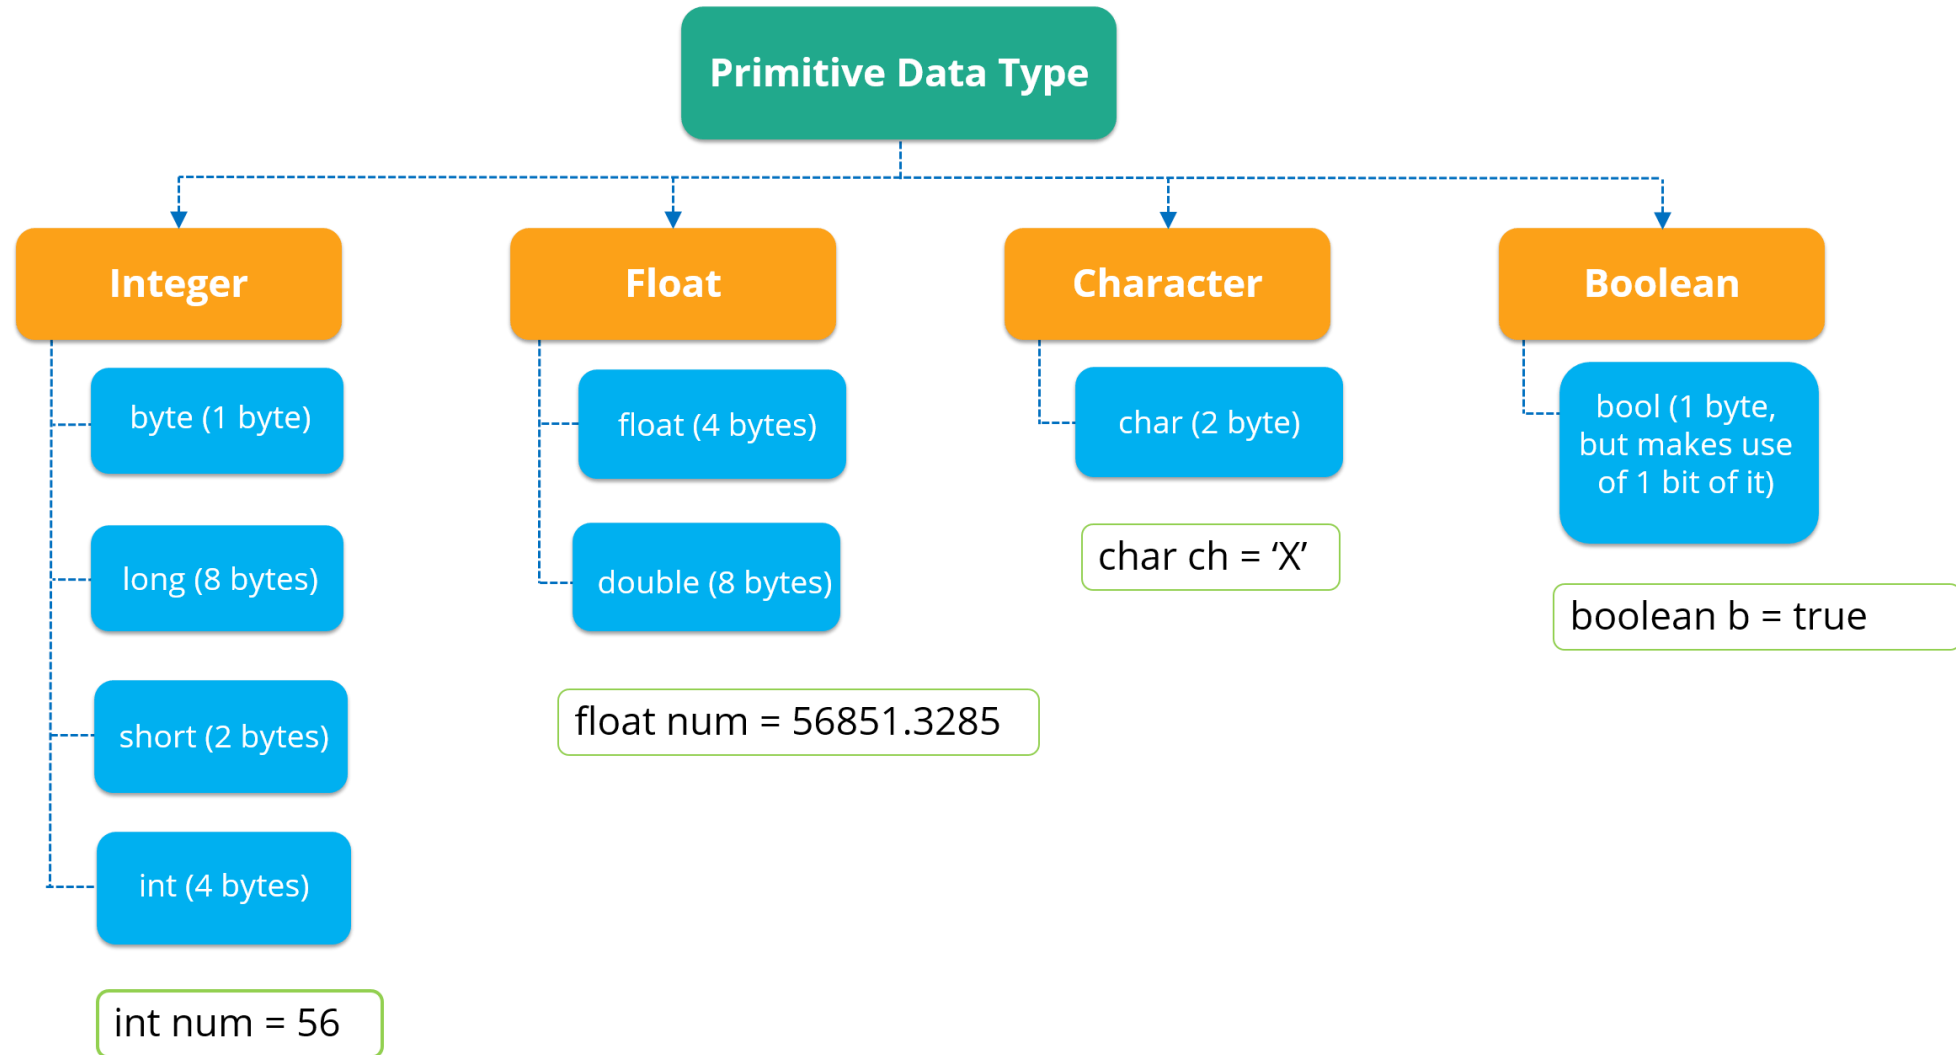 Primitive Data Type
Integer
byte (1 byte)
long (8 bytes)
short (2 bytes)
int (4 bytes)
int num = 56
Float
float (4 bytes)
double (8 bytes)
float num = 56851.3285
Character
char (2 byte)
char ch = ‘X’
Boolean
bool (1 byte,
but makes use
of 1 bit of it)
boolean b = true